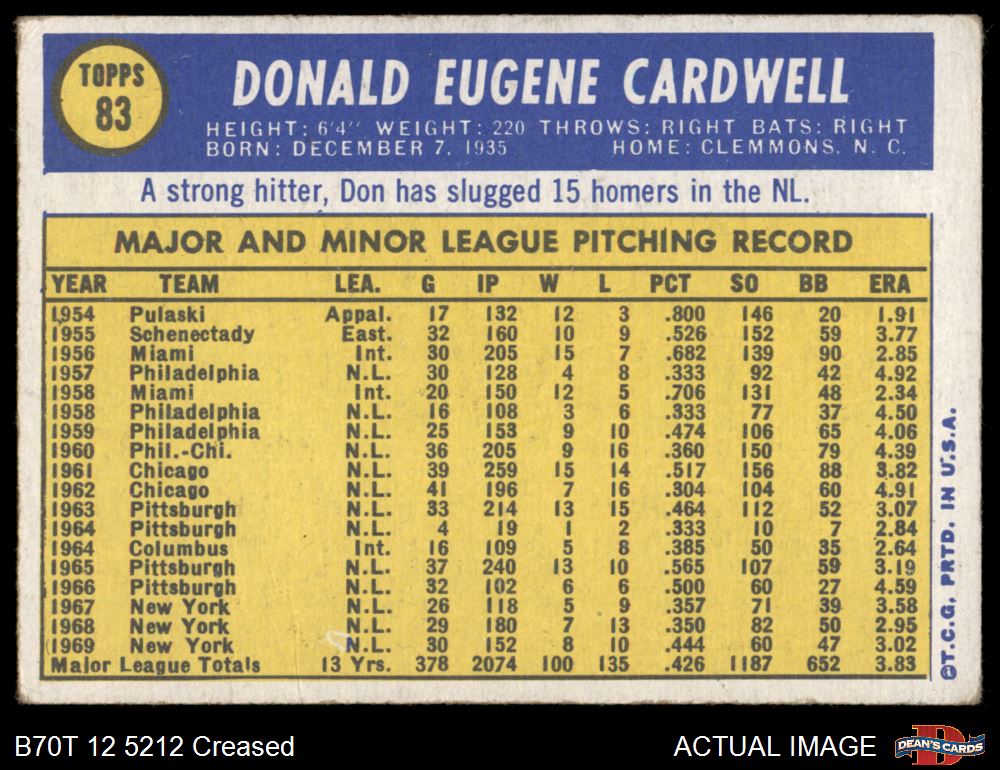 TOPPS
83
DONALD EUGENE CARDWELL
HEIGHT: 6'4" WEIGHT: 220 THROWS: RIGHT BATS: RIGHT
BORN: DECEMBER 7, 1935 HOME: CLEMMONS, N. C.
A strong hitter, Don has slugged 15 homers in the NL.
MAJOR AND MINOR LEAGUE PITCHING RECORD
YEAR TEAM LEA. G IP W L PCT SO BB ERA
1954 Pulaski Appal. 17 132 12 3 .800 146 20 1.91
1955 Schenectady East. 32 160 10 9 .526 152 59 3.77
1956 Miami Int. 30 205 15 7 .682 139 90 2.85
1957 Philadelphia N.L. 30 128 4 8 .333 92 42 4.92
1958 Miami Int. 20 150 12 5 .706 131 48 2.34
1958 Philadelphia N.L. 16 108 3 6 .333 77 37 4.50
1959 Philadelphia N.L. 25 153 9 10 .474 106 65 4.06
1960 Phil.-Chi. N.L. 36 205 9 16 .360 150 79 4.39
1961 Chicago N.L. 39 259 15 14 .517 156 88 3.82
1962 Chicago N.L. 41 196 7 16 .304 104 60 4.91
1963 Pittsburgh N.L. 33 214 13 15 .464 112 52 3.07
1964 Pittsburgh N.L. 4 19 1 2 .333 10 7 2.84
1964 Columbus Int. 16 109 5 8 .385 50 35 2.64
1965 Pittsburgh N.L. 37 240 13 10 .565 107 59 3.19
1966 Pittsburgh N.L. 32 102 6 6 .500 60 27 4.59
1967 New York N.L. 26 118 5 9 .357 71 39 3.58
1968 New York N.L. 29 180 7 13 .350 82 50 2.95
1969 New York N.L. 30 152 8 10 .444 60 47 3.02
Major League Totals 13 Yrs. 378 2074 100 135 .426 1187 652 3.83
©T.C.G. PRTD. IN U.S.A.
B70T 12 5212 Creased
ACTUAL IMAGE
DEAN'S CARDS